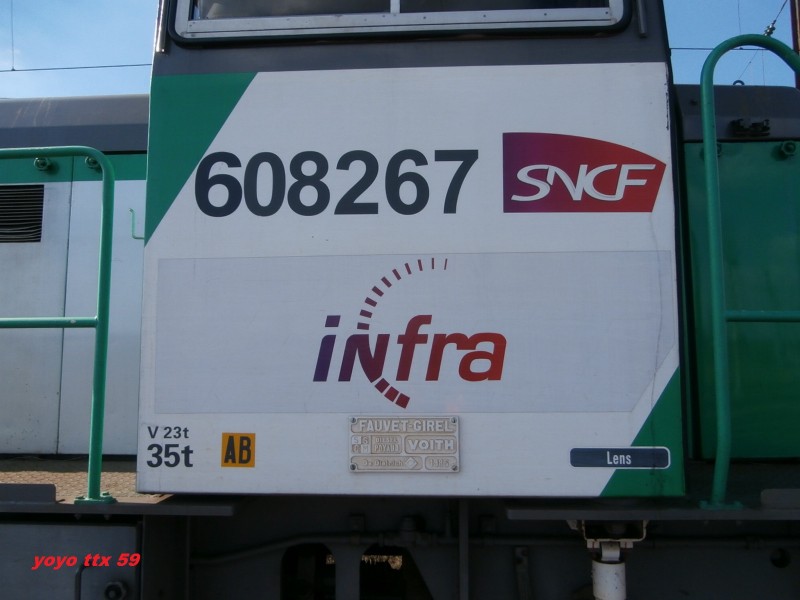 608267 SNCF
infra
V 23t
35t
AB
FAUVET-GIREL
VOITH
Lens
yoyo ttx 59